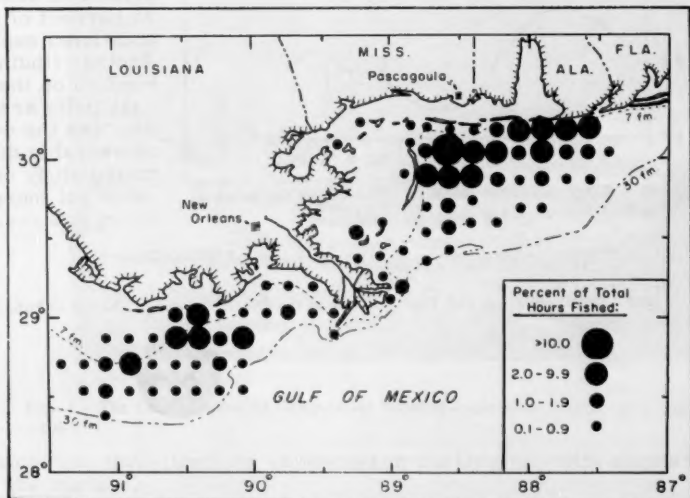 LOUISIANA
MISS.
Pascagoula
ALA.
FLA.
7 fm.
30°
30 fm.
New
Orleans
Percent of Total
Hours Fished:
>10.0
2.0 - 9.9
1.0 - 1.9
0.1 - 0.9
29°
7 fm.
30 fm.
GULF OF MEXICO
28°
91
90
89
88
87°